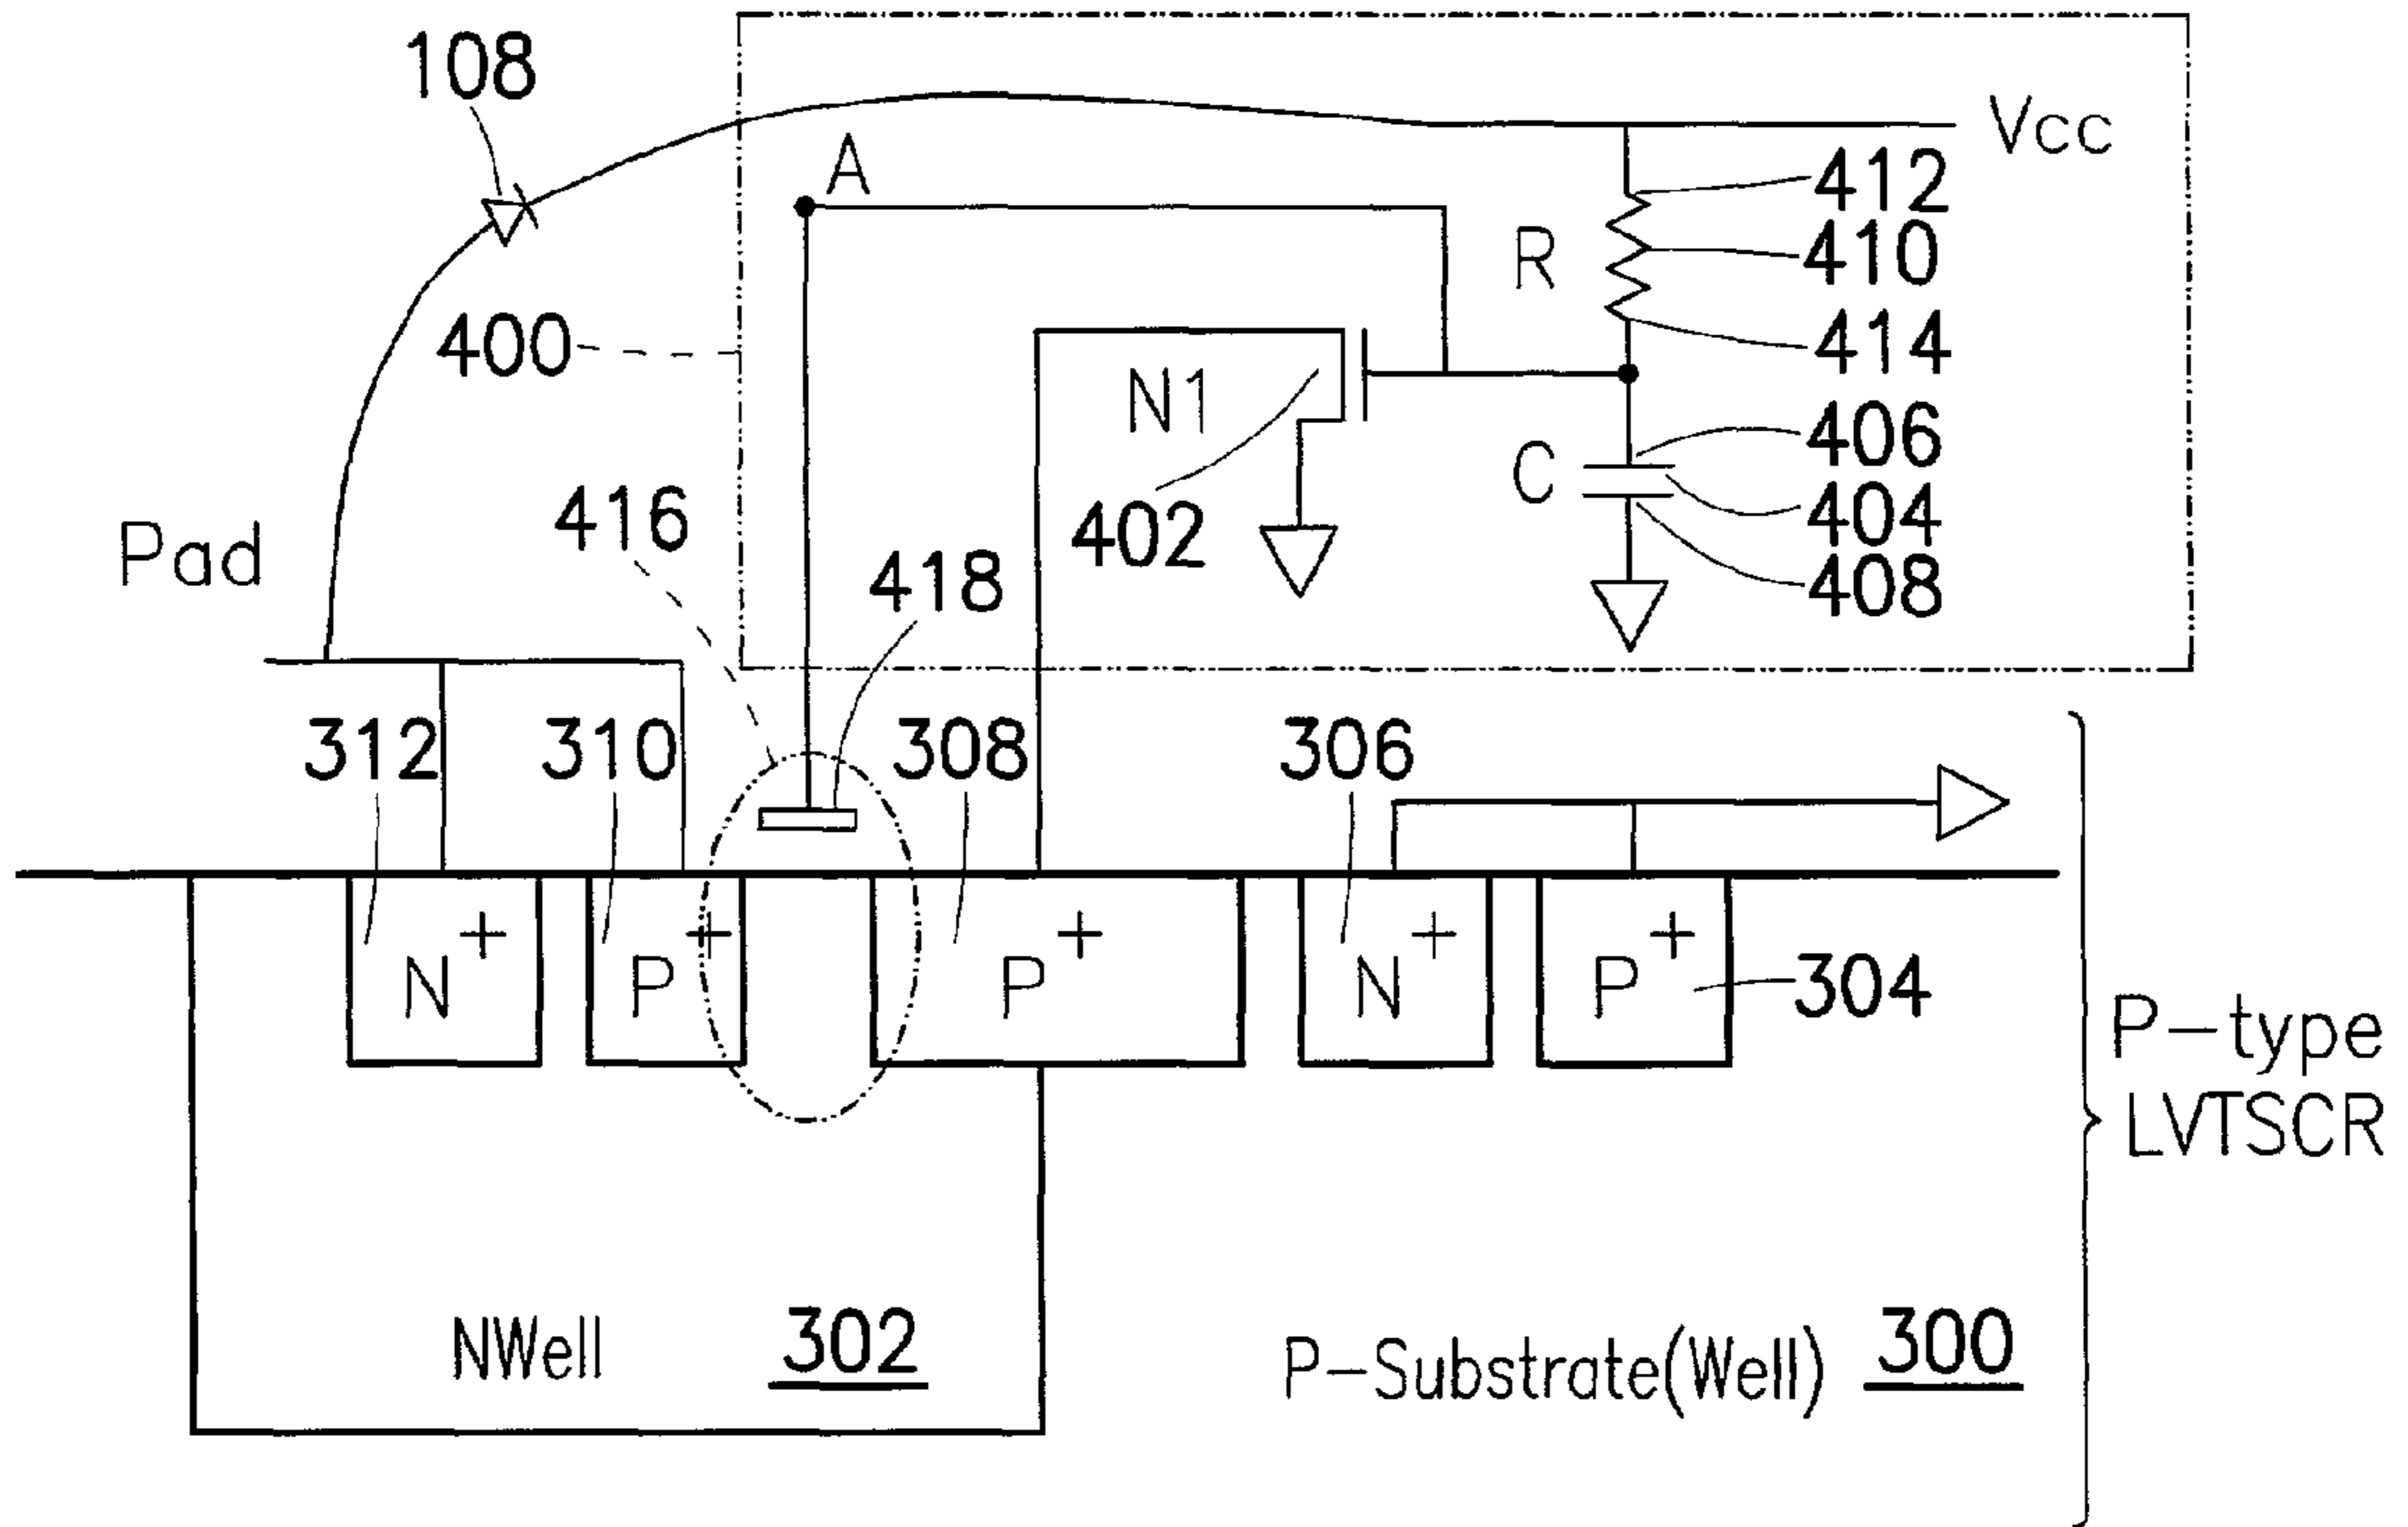 108
Vcc
A
412
R
410
400
414
N1
406
C
404
416
402
408
Pad
418
312
310
308
306
N+
P+
P+
N+
P+
304
P-type
LVTSCR
NWell
302
P-Substrate(Well)
300